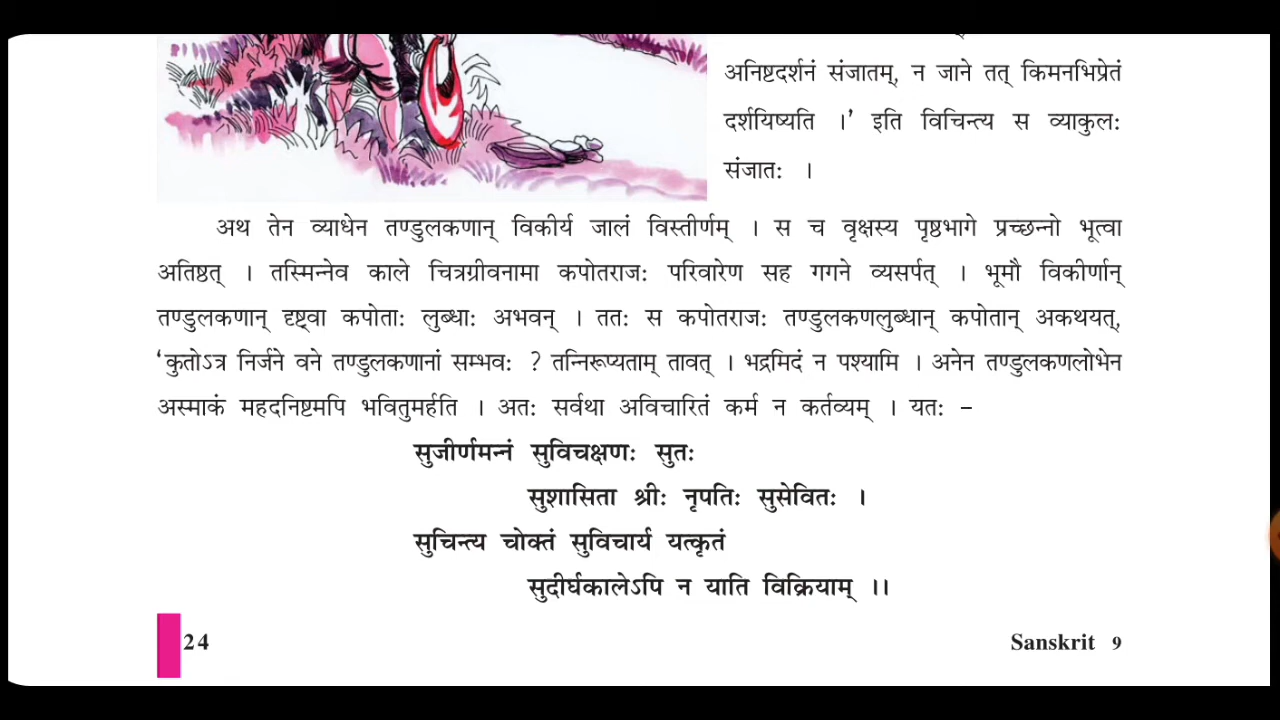 अनिष्टदर्शनं संजातम्, न जाने तत् किमनभिप्रेतं
दर्शयिष्यति ।’ इति विचिन्त्य स व्याकुलः
संजातः ।
अथ तेन व्याधेन तण्डुलकणान् विकीर्य जालं विस्तीर्णम् । स च वृक्षस्य पृष्ठभागे प्रच्छन्नो भूत्वा
अतिष्ठत् । तस्मिन्नेव काले चित्रग्रीवनामा कपोतराजः परिवारेण सह गगने व्यसर्पत् । भूमौ विकीर्णान्
तण्डुलकणान् दृष्ट्वा कपोताः लुब्धाः अभवन् । ततः स कपोतराजः तण्डुलकणलुब्धान् कपोतान् अकथयत्,
‘कुतोऽत्र निर्जने वने तण्डुलकणानां सम्भवः ? तन्निरूप्यताम् तावत् । भद्रमिदं न पश्यामि । अनेन तण्डुलकणलोभेन
अस्माकं महदनिष्टमपि भवितुमर्हति । अतः सर्वथा अविचारितं कर्म न कर्तव्यम् । यतः –
सुजीर्णमन्नं सुविचक्षणः सुतः
सुशासिता श्रीः नृपतिः सुसेवितः ।
सुचिन्त्य चोक्तं सुविचार्य यत्कृतं
सुदीर्घकालेऽपि न याति विक्रियाम् ।।
24 Sanskrit 9